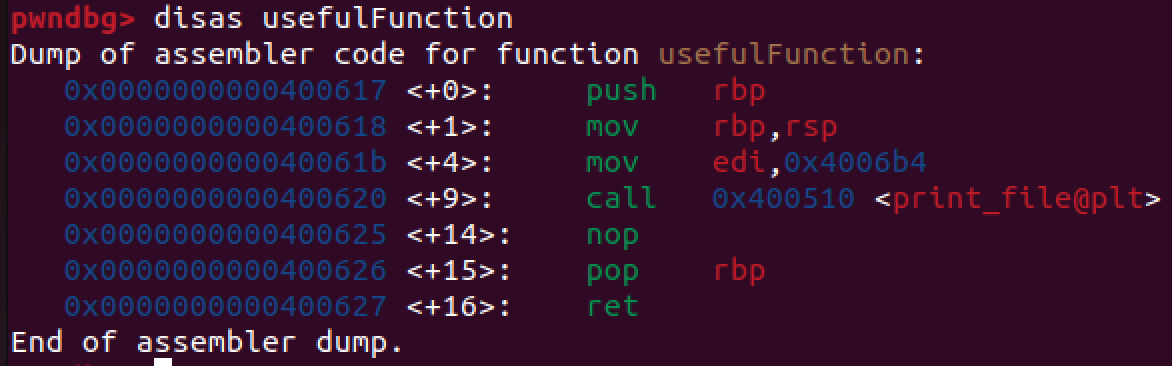 pwndbg> disas usefulFunction
Dump of assembler code for function usefulFunction:
   0x0000000000400617 <+0>:     push   rbp
   0x0000000000400618 <+1>:     mov    rbp,rsp
   0x000000000040061b <+4>:     mov    edi,0x4006b4
   0x0000000000400620 <+9>:     call   0x400510 <print_file@plt>
   0x0000000000400625 <+14>:    nop
   0x0000000000400626 <+15>:    pop    rbp
   0x0000000000400627 <+16>:    ret
End of assembler dump.